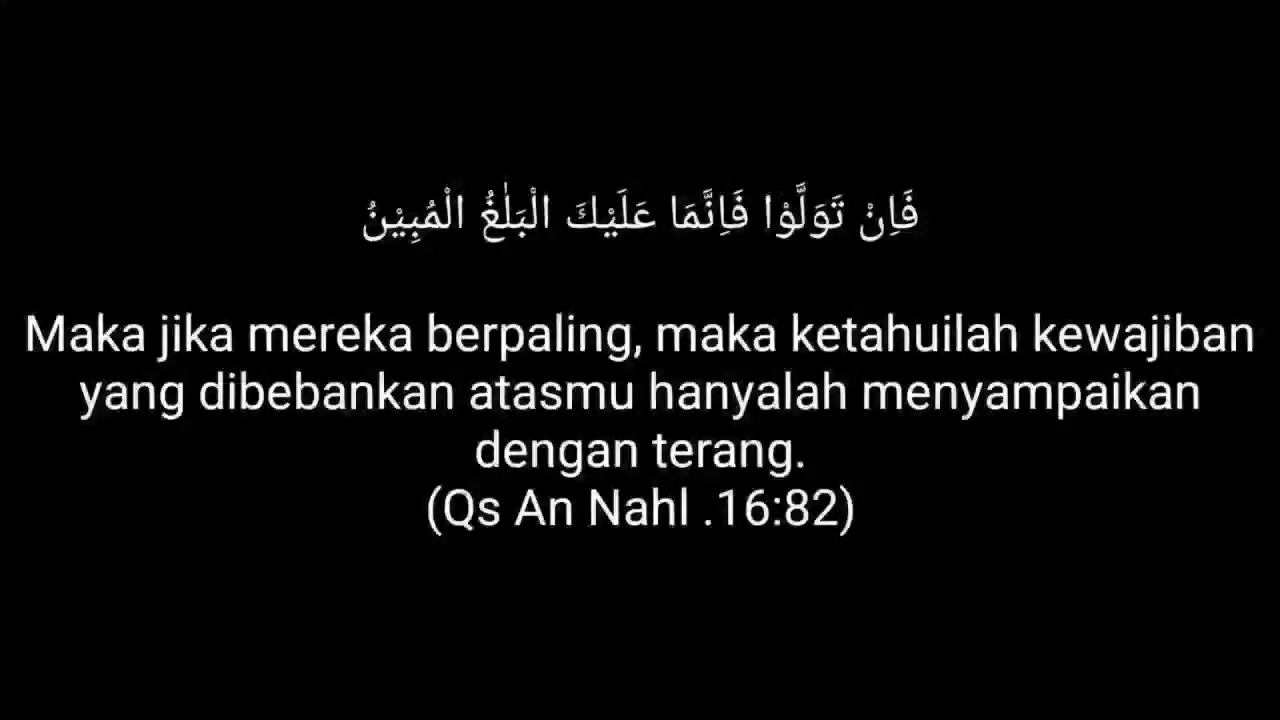 فَاِنْ تَوَلَّوْا فَاِنَّمَا عَلَيْكَ الْبَلٰغُ الْمُبِيْنُ
Maka jika mereka berpaling, maka ketahuilah kewajiban
yang dibebankan atasmu hanyalah menyampaikan
dengan terang.
(Qs An Nahl .16:82)